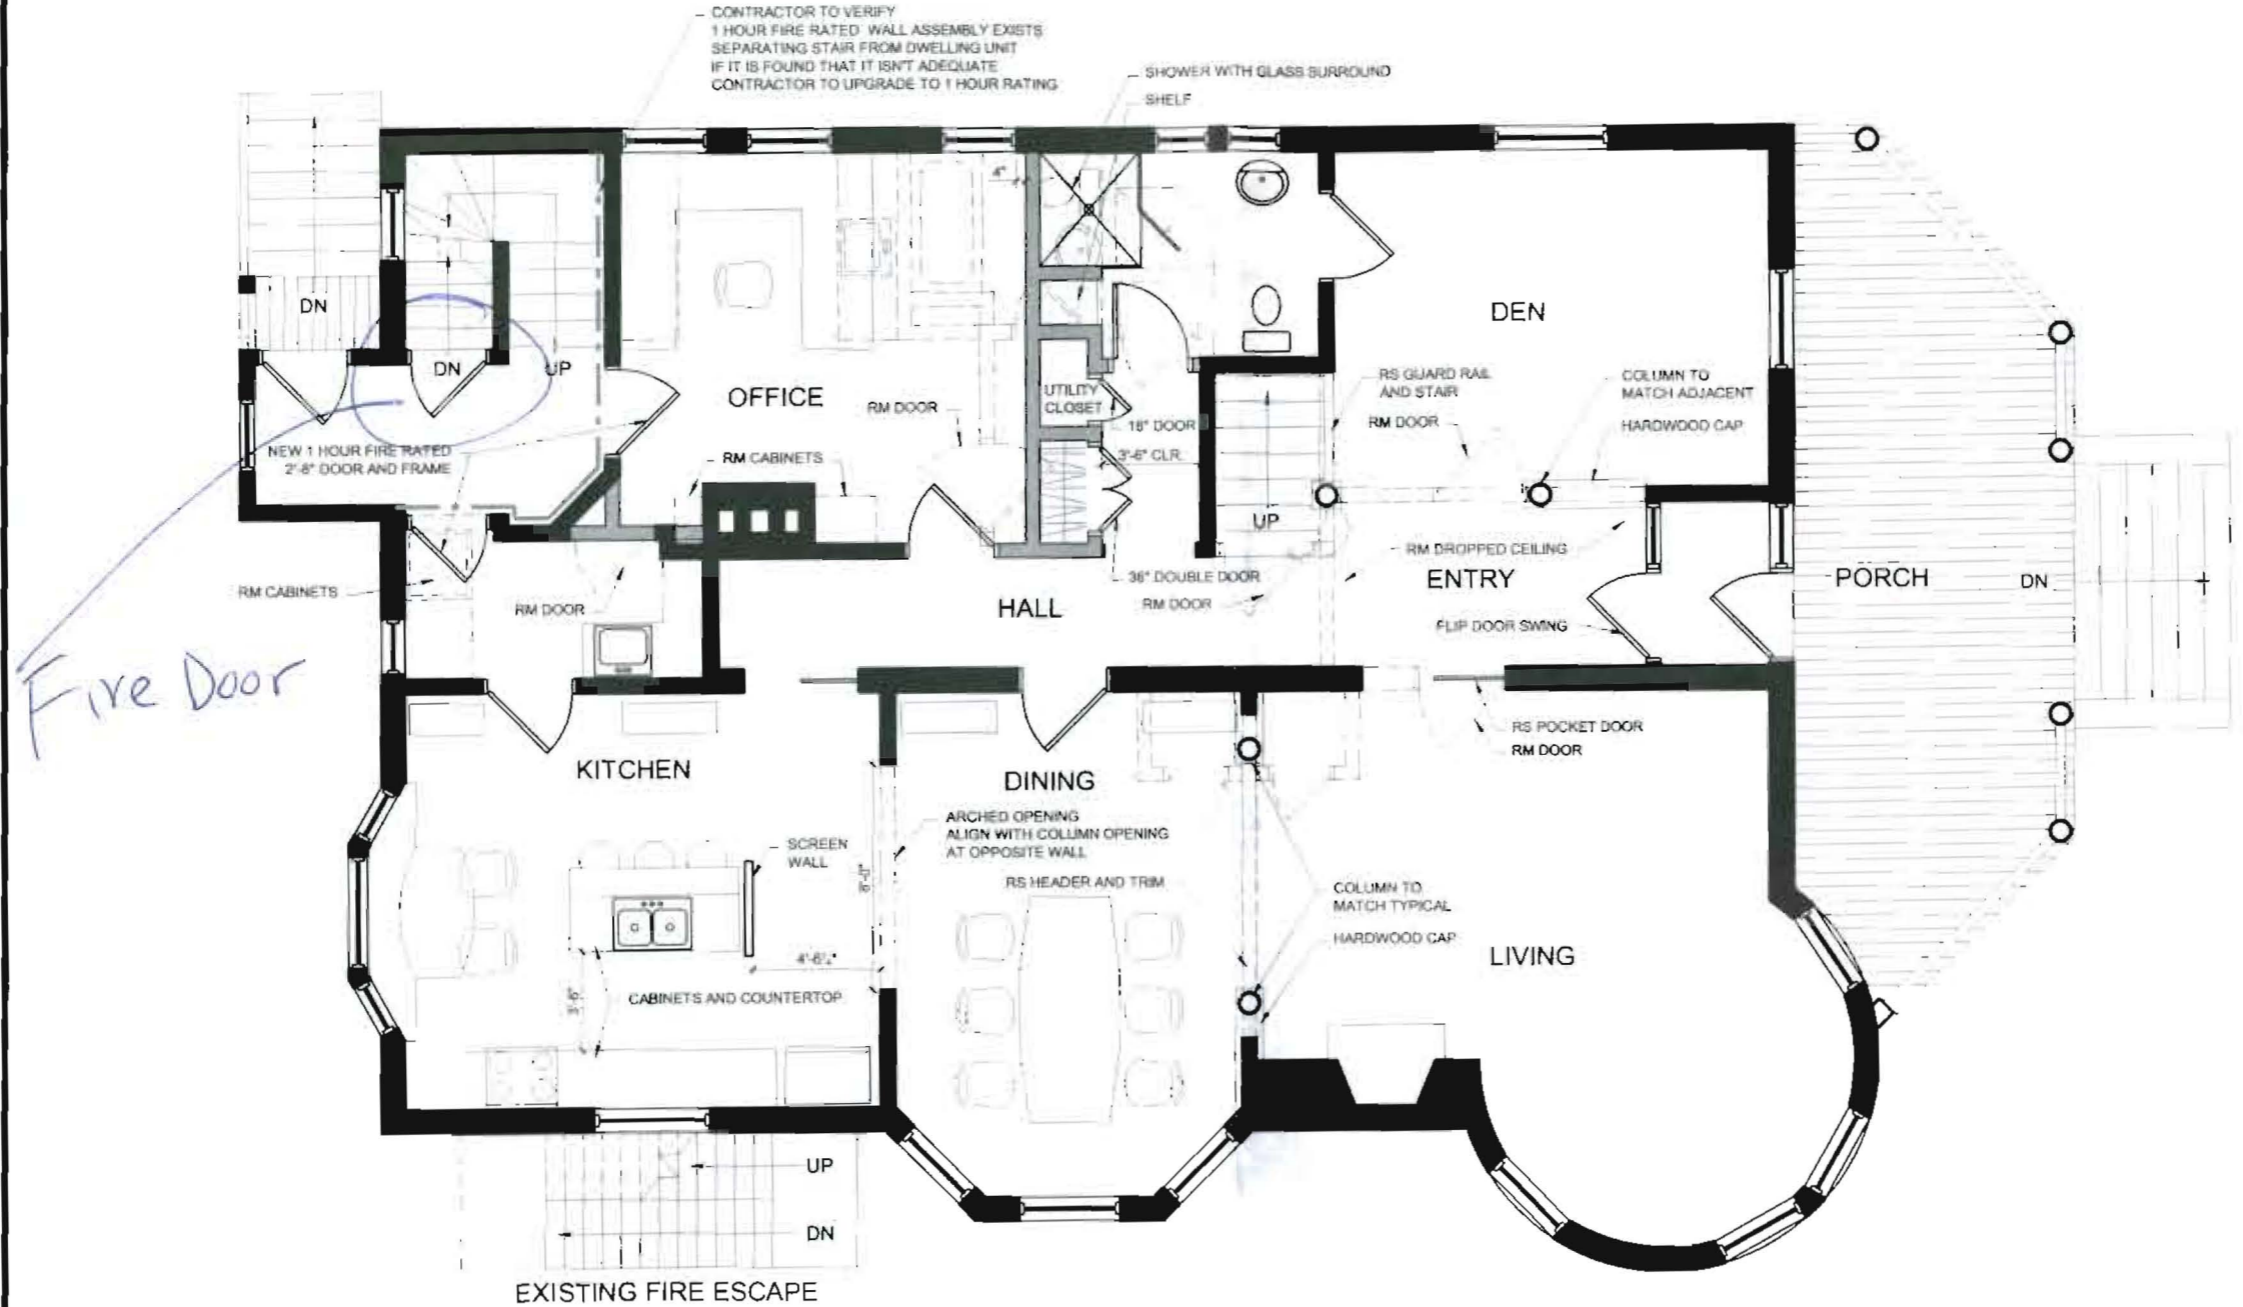 CONTRACTOR TO VERIFY
1 HOUR FIRE RATED WALL ASSEMBLY EXISTS
SEPARATING STAIR FROM DWELLING UNIT
IF IT IS FOUND THAT IT ISN'T ADEQUATE
CONTRACTOR TO UPGRADE TO 1 HOUR RATING
SHOWER WITH GLASS SURROUND
SHELF
4"
DN
DN
UP
OFFICE
RM DOOR
UTILITY
CLOSET
18" DOOR
3'-6" CLR.
DEN
RS GUARD RAIL
AND STAIR
RM DOOR
COLUMN TO
MATCH ADJACENT
HARDWOOD CAP
NEW 1 HOUR FIRE RATED
2'-8" DOOR AND FRAME
RM CABINETS
UP
RM DROPPED CEILING
ENTRY
PORCH
DN
RM CABINETS
RM DOOR
HALL
36" DOUBLE DOOR
RM DOOR
FLIP DOOR SWING
Fire Door
RS POCKET DOOR
RM DOOR
KITCHEN
DINING
ARCHED OPENING
ALIGN WITH COLUMN OPENING
AT OPPOSITE WALL
SCREEN
WALL
RS HEADER AND TRIM
COLUMN TO
MATCH TYPICAL
HARDWOOD CAP
LIVING
CABINETS AND COUNTERTOP
3'-6"
UP
DN
EXISTING FIRE ESCAPE